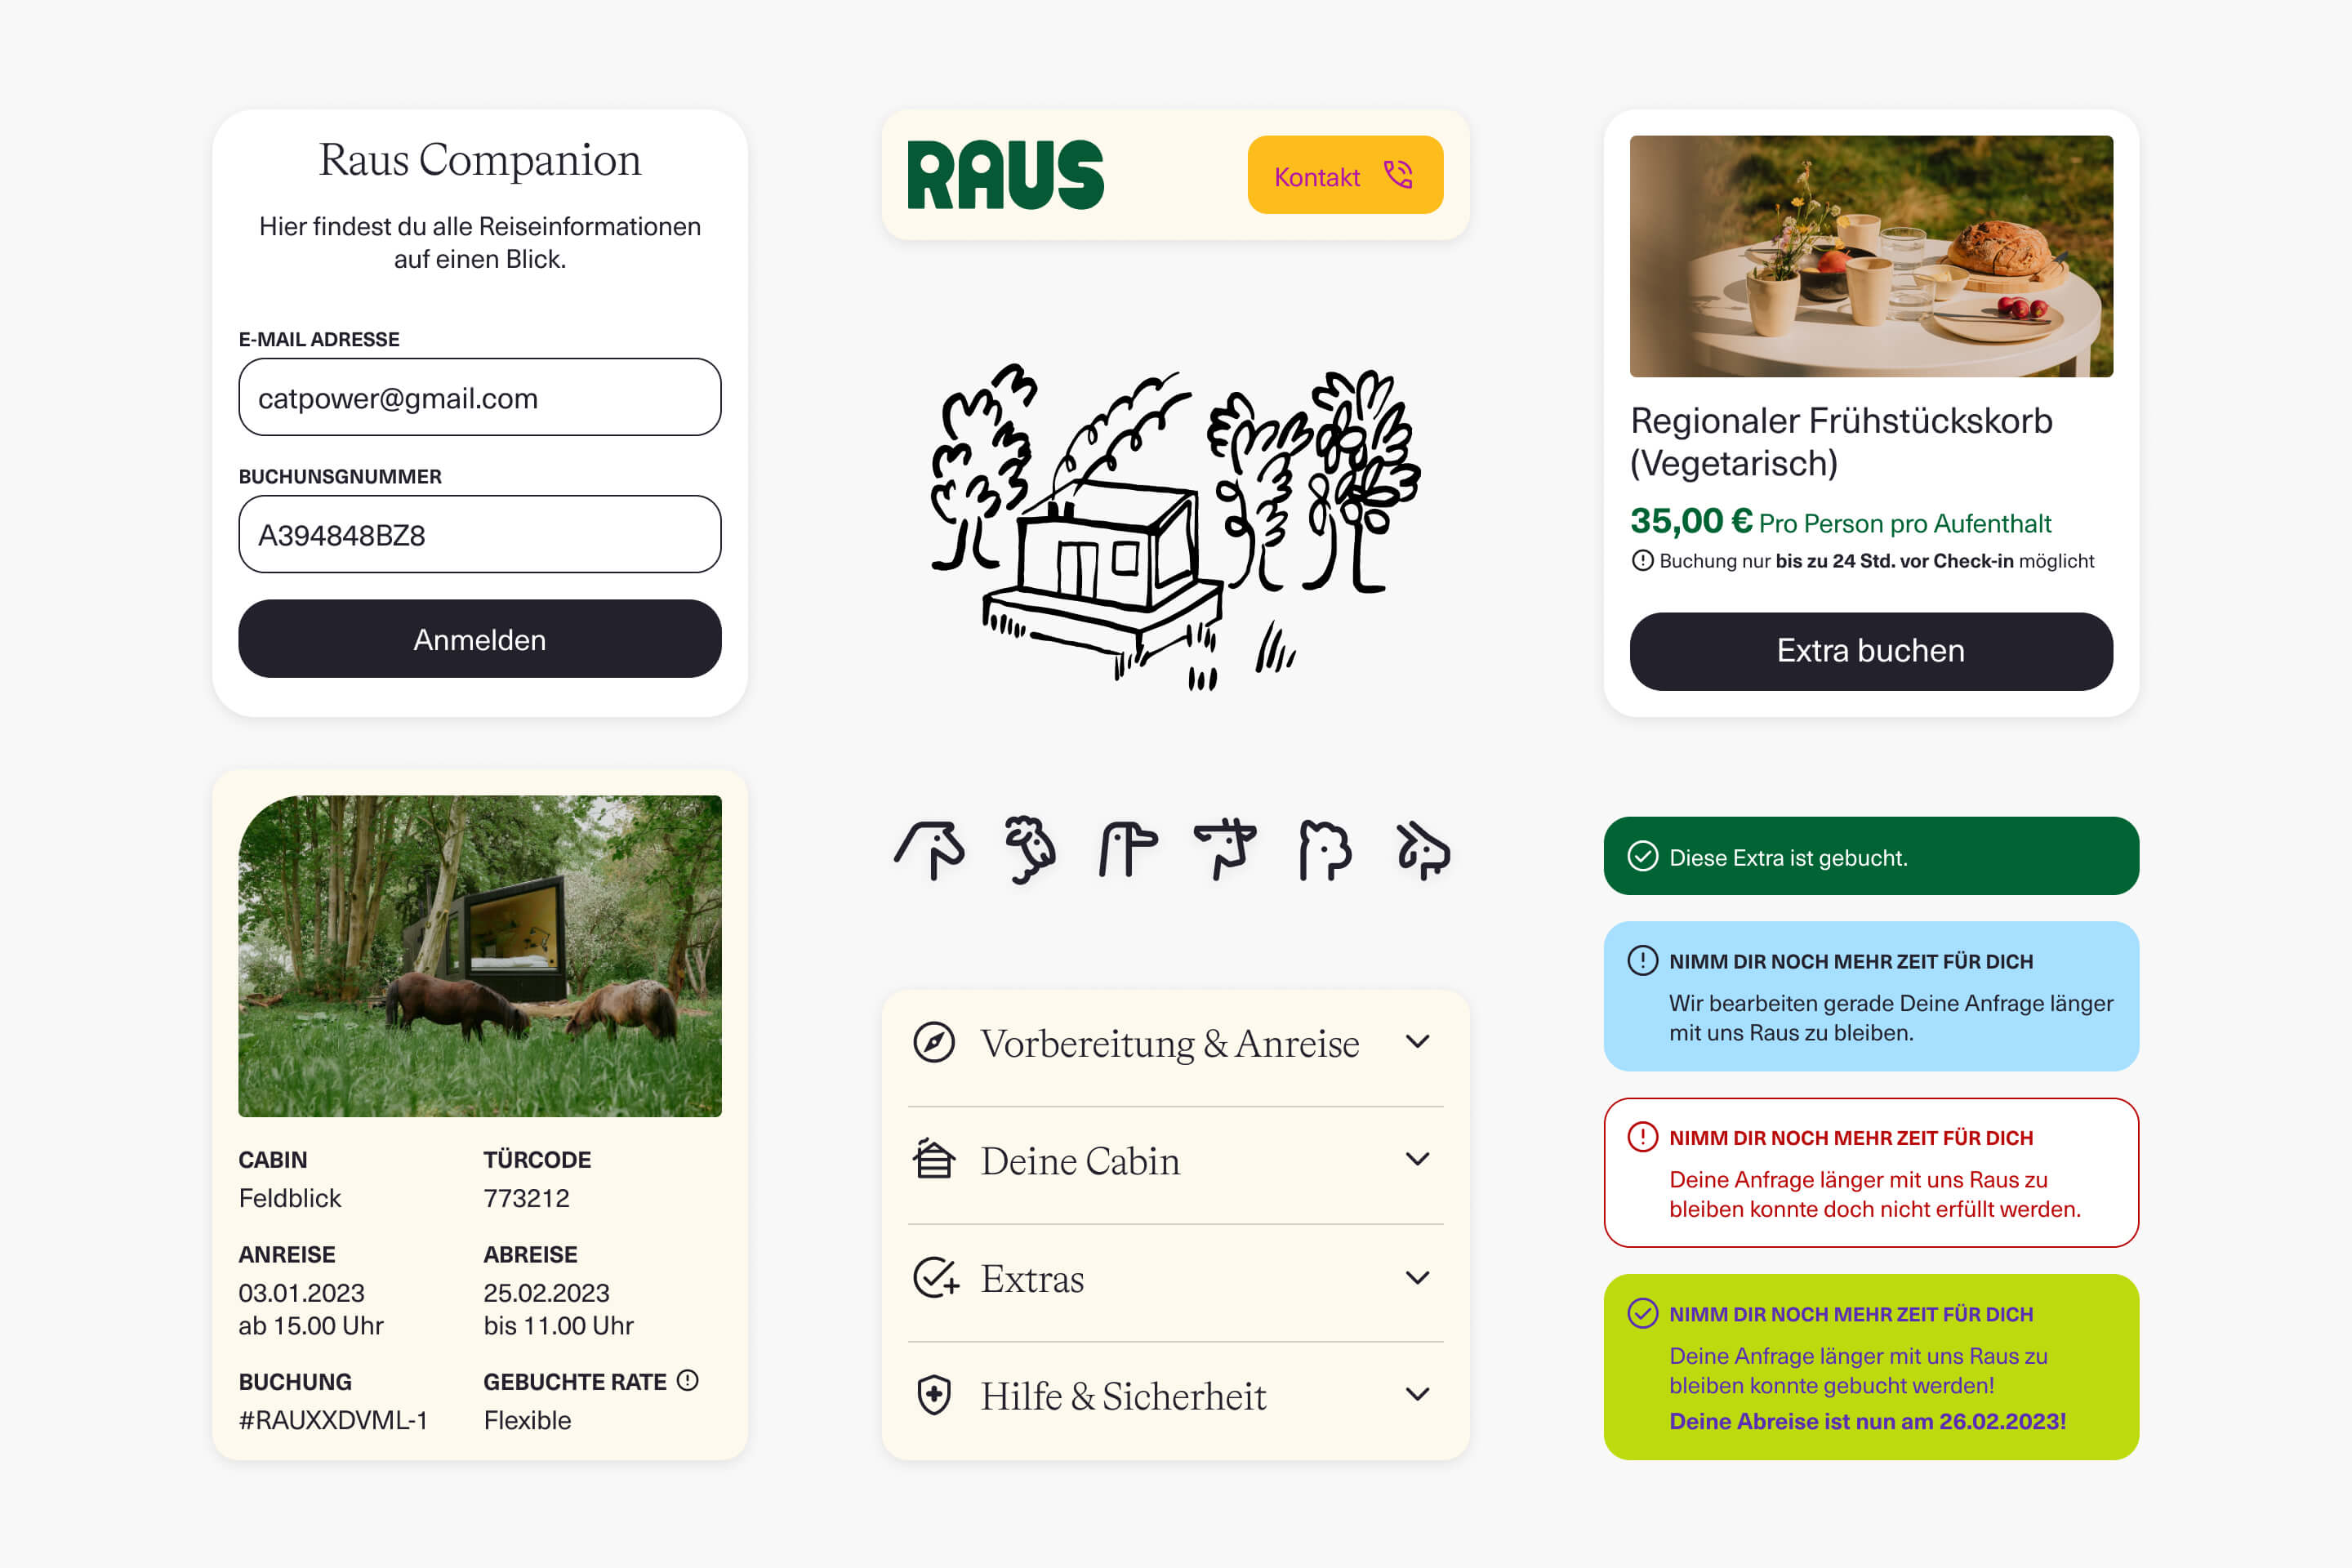 Raus Companion
Hier findest du alle Reiseinformationen
auf einen Blick.
E-MAIL ADRESSE
catpower@gmail.com
BUCHUNSGNUMMER
A394848BZ8
Anmelden
CABIN
Feldblick
TÜRCODE
773212
ANREISE
03.01.2023
ab 15.00 Uhr
ABREISE
25.02.2023
bis 11.00 Uhr
BUCHUNG
#RAUXXDVML-1
GEBUCHTE RATE
Flexible
RAUS
Kontakt
Vorbereitung & Anreise
Deine Cabin
Extras
Hilfe & Sicherheit
Regionaler Frühstückskorb
(Vegetarisch)
35,00 € Pro Person pro Aufenthalt
Buchung nur bis zu 24 Std. vor Check-in möglicht
Extra buchen
Diese Extra ist gebucht.
NIMM DIR NOCH MEHR ZEIT FÜR DICH
Wir bearbeiten gerade Deine Anfrage länger
mit uns Raus zu bleiben.
NIMM DIR NOCH MEHR ZEIT FÜR DICH
Deine Anfrage länger mit uns Raus zu
bleiben konnte doch nicht erfüllt werden.
NIMM DIR NOCH MEHR ZEIT FÜR DICH
Deine Anfrage länger mit uns Raus zu
bleiben konnte gebucht werden!
Deine Abreise ist nun am 26.02.2023!